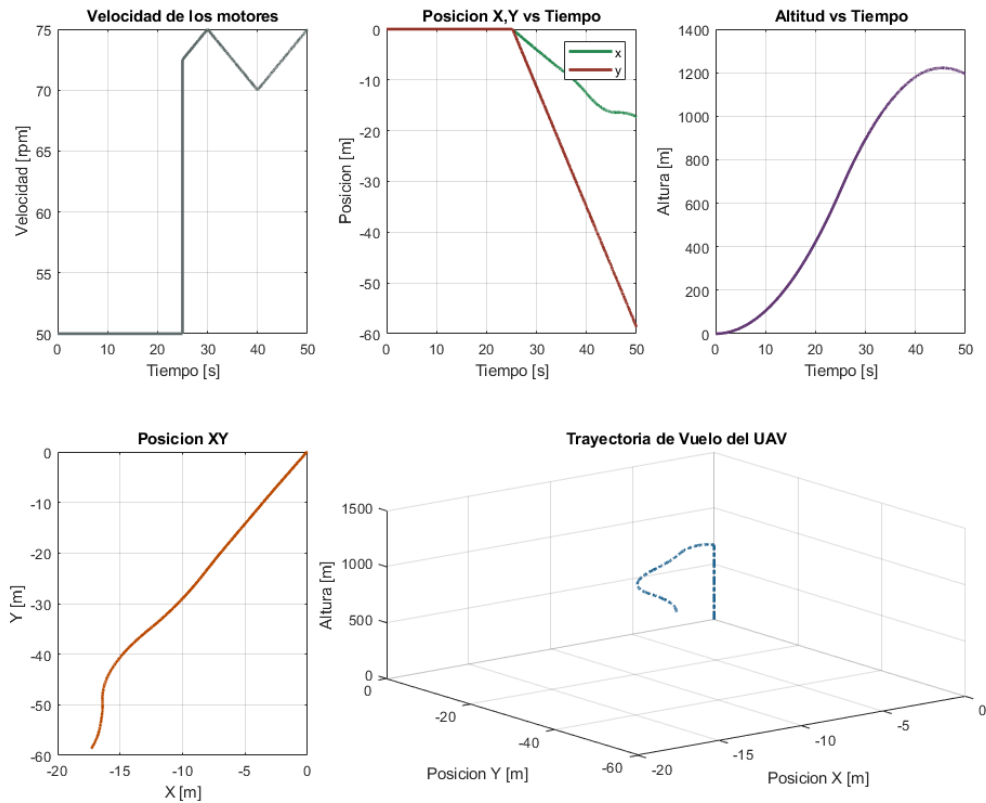 Velocidad de los motores
75
70
65
60
55
50
Velocidad [rpm]
0 10 20 30 40 50
Tiempo [s]
Posicion X,Y vs Tiempo
0
-10
-20
-30
-40
-50
-60
Posicion [m]
x
y
0 10 20 30 40 50
Tiempo [s]
Altitud vs Tiempo
1400
1200
1000
800
600
400
200
0
Altura [m]
0 10 20 30 40 50
Tiempo [s]
Posicion XY
0
-10
-20
-30
-40
-50
-60
Y [m]
-20 -15 -10 -5 0
X [m]
Trayectoria de Vuelo del UAV
1500
1000
500
0
Altura [m]
0
-20
-40
-60
Posicion Y [m]
-20
-15
-10
-5
0
Posicion X [m]